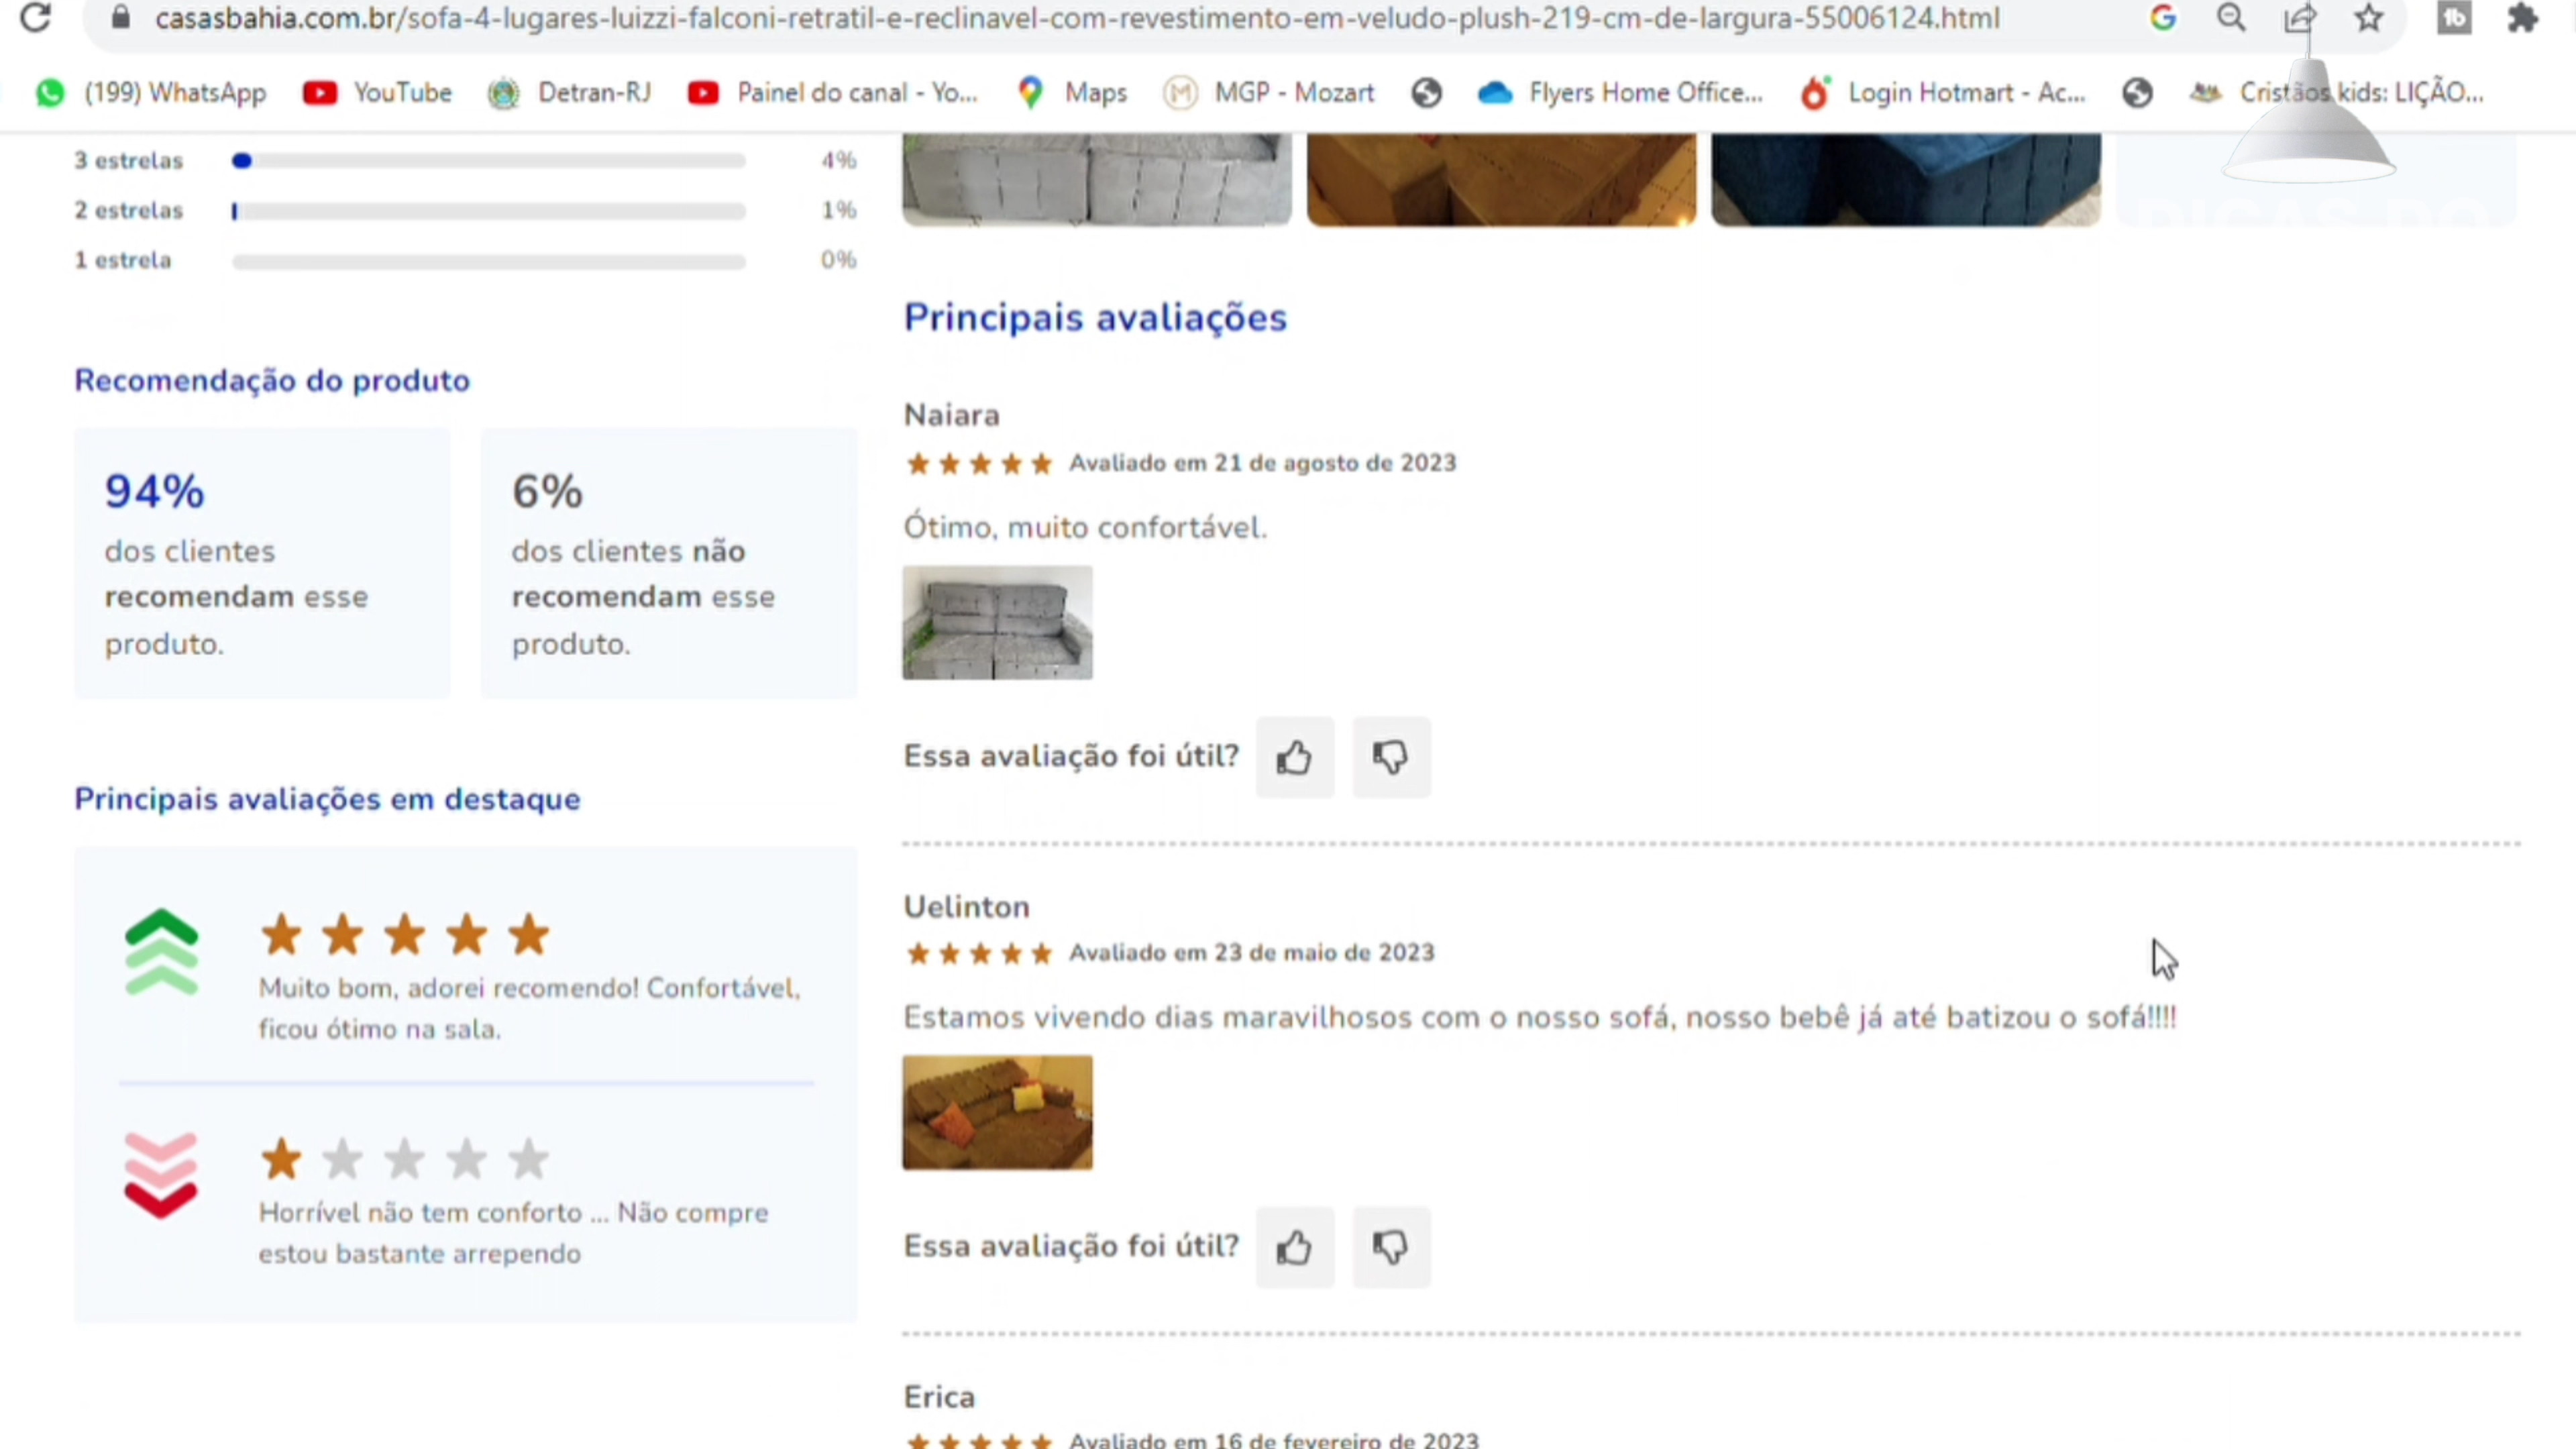 casasbahia.com.br/sofa-4-lugares-luizzi-falconi-retratil-e-reclinavel-com-revestimento-em-veludo-plush-219-cm-de-largura-55006124.html
(199) WhatsApp YouTube Detran-RJ Painel do canal - Yo... Maps MGP - Mozart Flyers Home Office... Login Hotmart - Ac... Cristãos kids: LIÇÃO...
3 estrelas 4%
2 estrelas 1%
1 estrela 0%
Recomendação do produto
94%
dos clientes
recomendam esse
produto.
6%
dos clientes não
recomendam esse
produto.
Principais avaliações em destaque
Muito bom, adorei recomendo! Confortável,
ficou ótimo na sala.
Horrível não tem conforto ... Não compre
estou bastante arrependo
DICAS DO
Principais avaliações
Naiara
Avaliado em 21 de agosto de 2023
Ótimo, muito confortável.
Essa avaliação foi útil?
Uelinton
Avaliado em 23 de maio de 2023
Estamos vivendo dias maravilhosos com o nosso sofá, nosso bebê já até batizou o sofá!!!!
Essa avaliação foi útil?
Erica
Avaliado em 16 de fevereiro de 2023